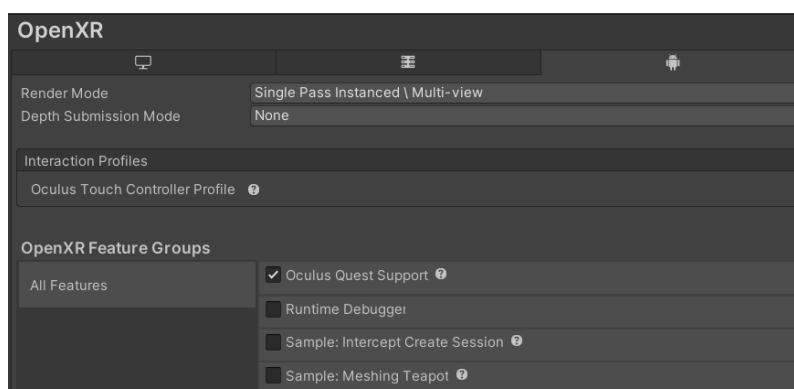 OpenXR
Render Mode Single Pass Instanced \ Multi-view
Depth Submission Mode None
Interaction Profiles
Oculus Touch Controller Profile
OpenXR Feature Groups
All Features
Oculus Quest Support
Runtime Debugger
Sample: Intercept Create Session
Sample: Meshing Teapot